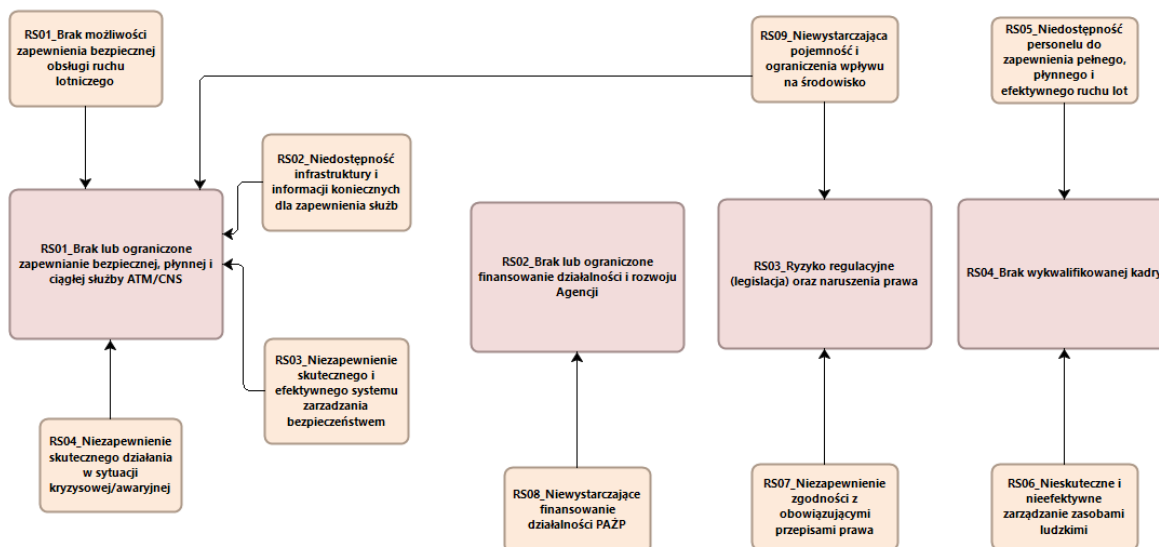 RS01_Brak możliwości
zapewnienia bezpiecznej
obsługi ruchu
lotniczego
RS09_Niewystarczająca
pojemność i
ograniczenia wpływu
na środowisko
RS05_Niedostępność
personelu do
zapewnienia pełnego,
płynnego i
efektywnego ruchu lot
RS02_Niedostępność
infrastruktury i
informacji koniecznych
dla zapewnienia służb
RS01_Brak lub ograniczone
zapewnianie bezpiecznej, płynnej i
ciągłej służby ATM/CNS
RS02_Brak lub ograniczone
finansowanie działalności i rozwoju
Agencji
RS03_Ryzyko regulacyjne
(legislacja) oraz naruszenia prawa
RS04_Brak wykwalifikowanej kadry
RS03_Niezapewnienie
skutecznego i
efektywnego systemu
zarzadzania
bezpieczeństwem
RS04_Niezapewnienie
skutecznego działania
w sytuacji
kryzysowej/awaryjnej
RS08_Niewystarczające
finansowanie
działalności PAŻP
RS07_Niezapewnienie
zgodności z
obowiązującymi
przepisami prawa
RS06_Nieskuteczne i
nieefektywne
zarządzanie zasobami
ludzkimi